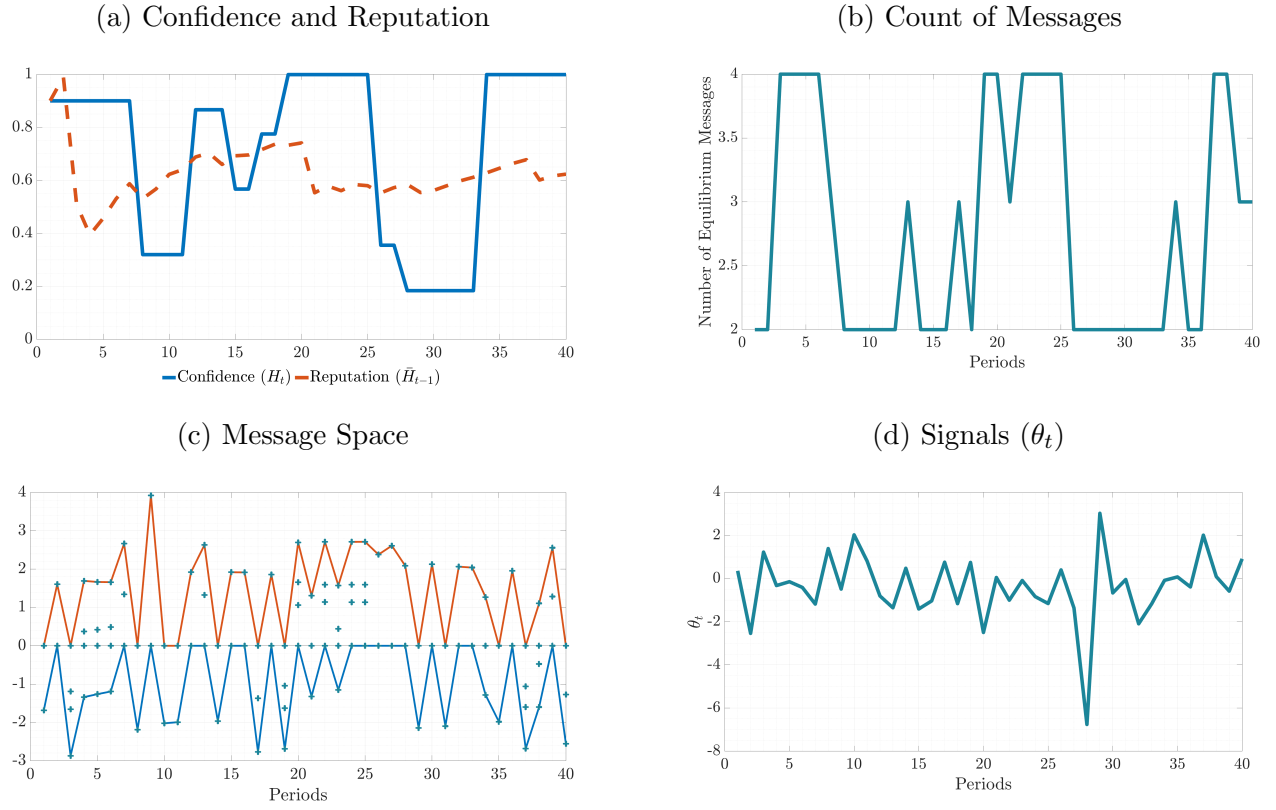 (a) Confidence and Reputation
1
0.8
0.6
0.4
0.2
0
0 5 10 15 20 25 30 35 40
Confidence (H_t) Reputation (H̄_{t−1})
(b) Count of Messages
Number of Equilibrium Messages
4
3.5
3
2.5
2
0 5 10 15 20 25 30 35 40
Periods
(c) Message Space
4
3
2
1
0
-1
-2
-3
0 5 10 15 20 25 30 35 40
Periods
(d) Signals (θ_t)
θ_t
4
2
0
-2
-4
-6
-8
0 5 10 15 20 25 30 35 40
Periods